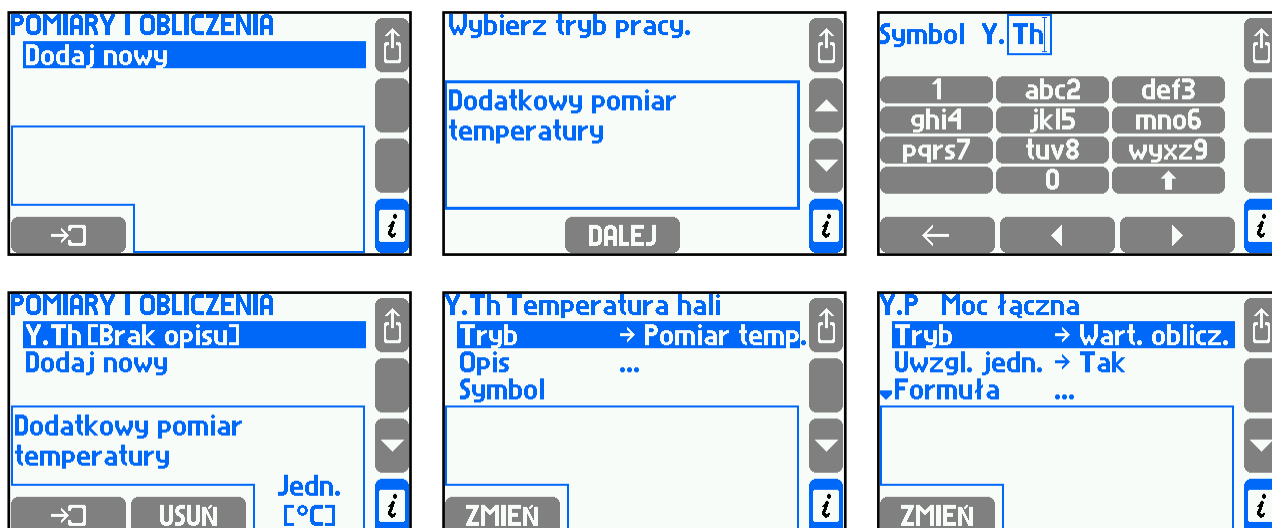 POMIARY I OBLICZENIA
Dodaj nowy
i
Wybierz tryb pracy.
Dodatkowy pomiar
temperatury
DALEJ
i
Symbol Y.Th
1 abc2 def3
ghi4 jkl5 mno6
pqrs7 tuv8 wyxz9
0
i
POMIARY I OBLICZENIA
Y.Th [Brak opisu]
Dodaj nowy
Dodatkowy pomiar
temperatury
Jedn.
USUŃ [°C] i
Y.Th Temperatura hali
Tryb → Pomiar temp.
Opis ...
Symbol
ZMIEŃ i
Y.P Moc łączna
Tryb → Wart. oblicz.
Uwzgl. jedn. → Tak
Formuła ...
ZMIEŃ i